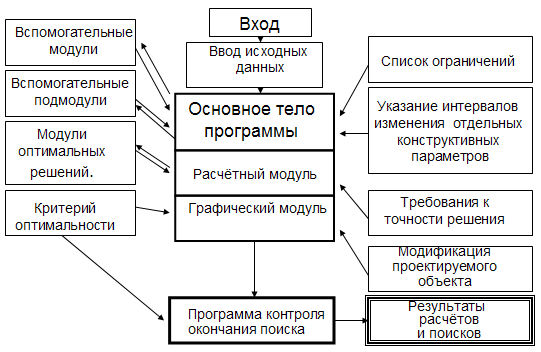 Вход
Ввод исходных
данных
Вспомогательные
модули
Вспомогательные
подмодули
Модули
оптимальных
решений.
Критерий
оптимальности
Основное тело
программы
Расчётный модуль
Графический модуль
Список ограничений
Указание интервалов
изменения отдельных
конструктивных
параметров
Требования к
точности решения
Модификация
проектируемого
объекта
Программа контроля
окончания поиска
Результаты
расчётов
и поисков